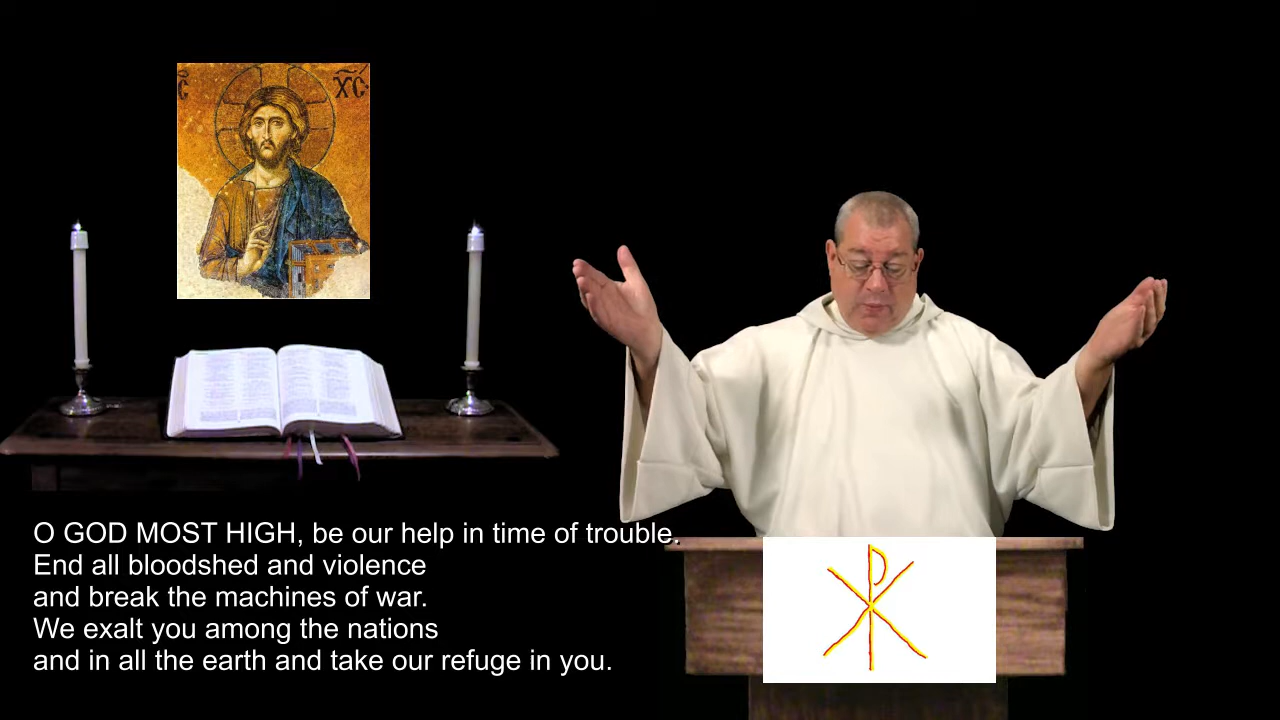 C
XC
O GOD MOST HIGH, be our help in time of trouble.
End all bloodshed and violence
and break the machines of war.
We exalt you among the nations
and in all the earth and take our refuge in you.